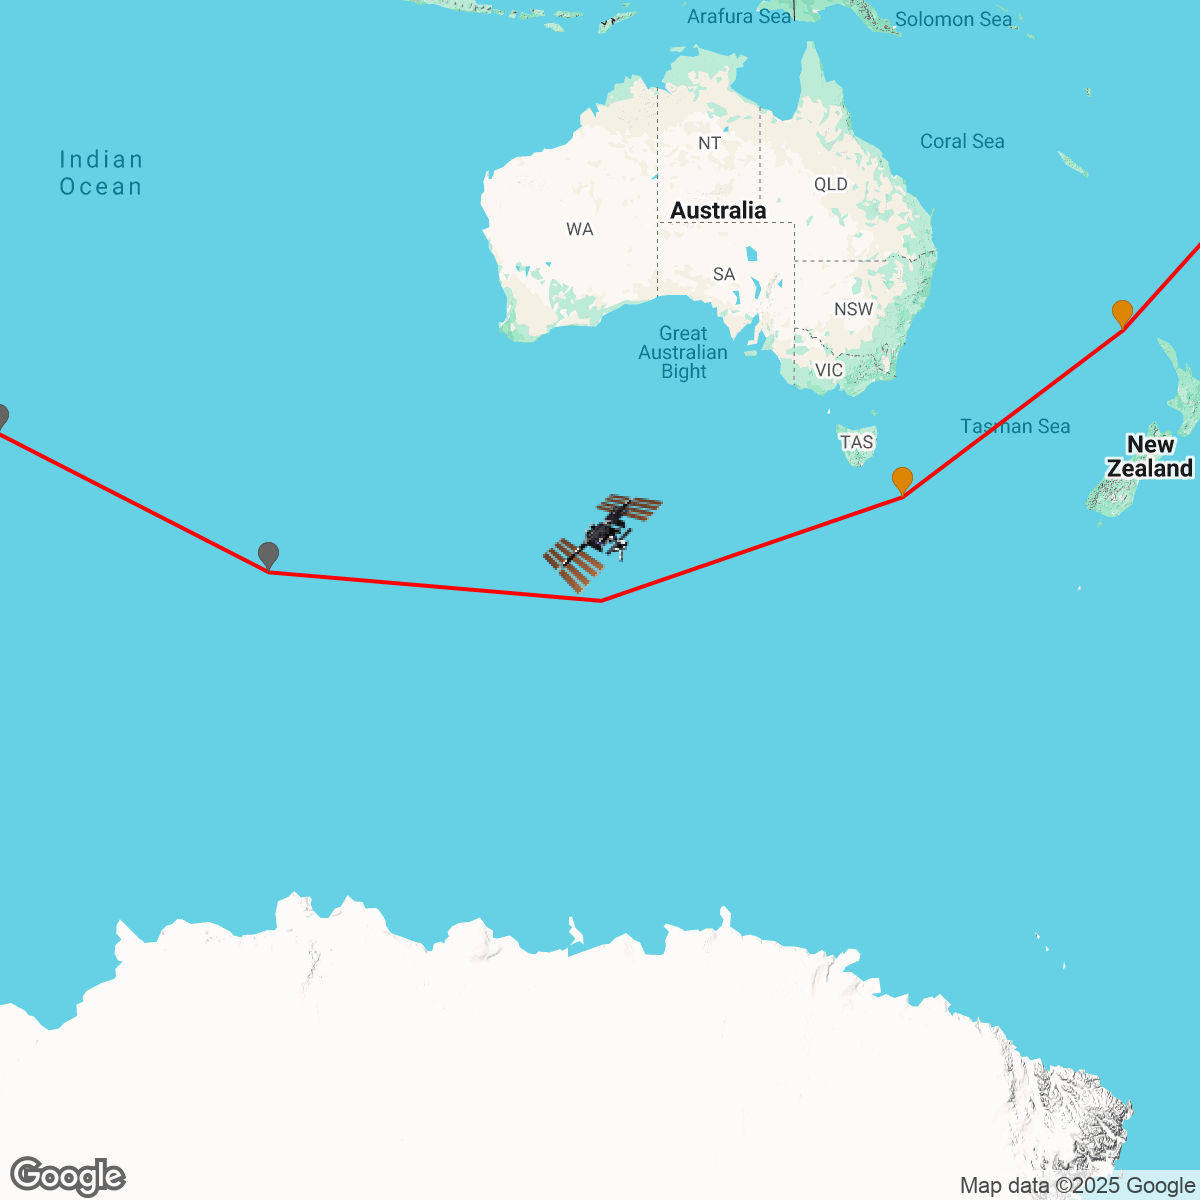 Arafura Sea
Solomon Sea
Indian
Ocean
Coral Sea
NT
QLD
Australia
WA
SA
NSW
Great
Australian
Bight
VIC
TAS
Tasman Sea
New
Zealand
Google
Map data ©2025 Google